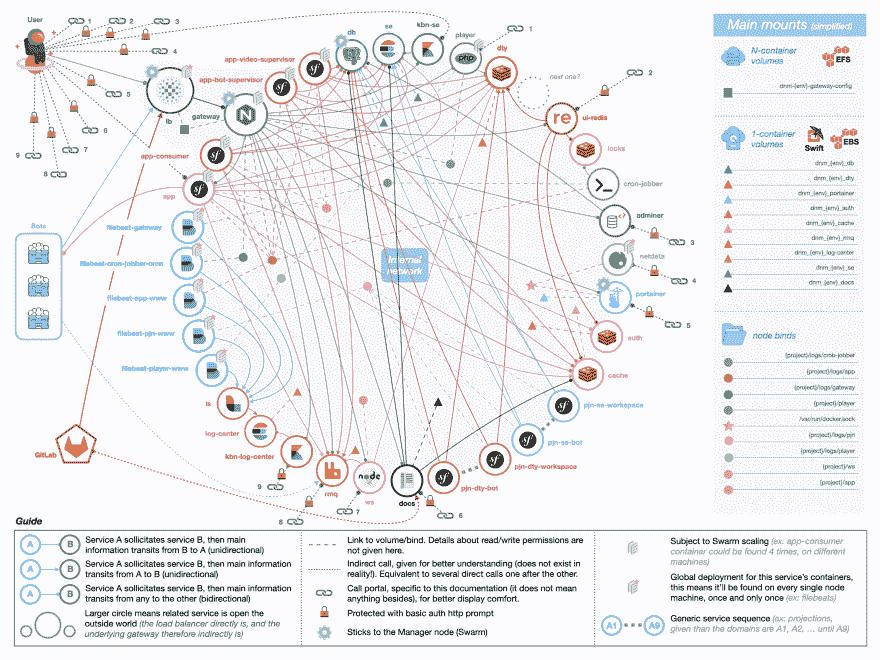 User
1
2
3
4
5
6
7
8
9
lb
gateway
app-video-supervisor
app-bot-supervisor
app-consumer
app
db
se
kbn-se
player
php
1
dty
next one?
2
re
ui-redis
locks
cron-jobber
adminer
3
netdata
4
portainer
5
auth
cache
Internal
network
filebeat-gateway
filebeat-cron-jobber-cron
filebeat-app-www
filebeat-pjn-www
filebeat-player-www
Bots
GitLab
ls
log-center
kbn-log-center
9
rmq
8
node
ws
7
docs
6
pjn-dty-bot
pjn-dty-workspace
pjn-se-bot
pjn-se-workspace
Main mounts (simplified)
N-container
volumes
EFS
dnm_{env}-gateway-config
1-container
volumes
Swift
EBS
dnm_{env}_db
dnm_{env}_dty
dnm_{env}_portainer
dnm_{env}_auth
dnm_{env}_cache
dnm_{env}_rmq
dnm_{env}_log-center
dnm_{env}_se
dnm_{env}_docs
node binds
{project}/logs/cron-jobber
{project}/logs/app
{project}/logs/gateway
{project}/player
/var/run/docker.sock
{project}/logs/pjn
{project}/logs/player
{project}/ws
{project}/app
Guide
A B Service A sollicitates service B, then main
information transits from B to A (unidirectional)
A B Service A sollicitates service B, then main information
transits from A to B (unidirectional)
A B Service A sollicitates service B, then main information
transits from any to the other (bidirectional)
Larger circle means related service is open the
outside world (the load balancer directly is, and the
underlying gateway therefore indirectly is)
Link to volume/bind. Details about read/write permissions are
not given here.
Indirect call, given for better understanding (does not exist in
reality!). Equivalent to several direct calls one after the other.
Call portal, specific to this documentation (it does not mean
anything besides), for better display comfort.
Protected with basic auth http prompt
Sticks to the Manager node (Swarm)
Subject to Swarm scaling (ex: app-consumer
container could be found 4 times, on different
machines)
Global deployment for this service's containers,
this means it'll be found on every single node
machine, once and only once (ex: filebeats)
A1 A9 Generic service sequence (ex: projections,
given than the domains are A1, A2, ... until A9)